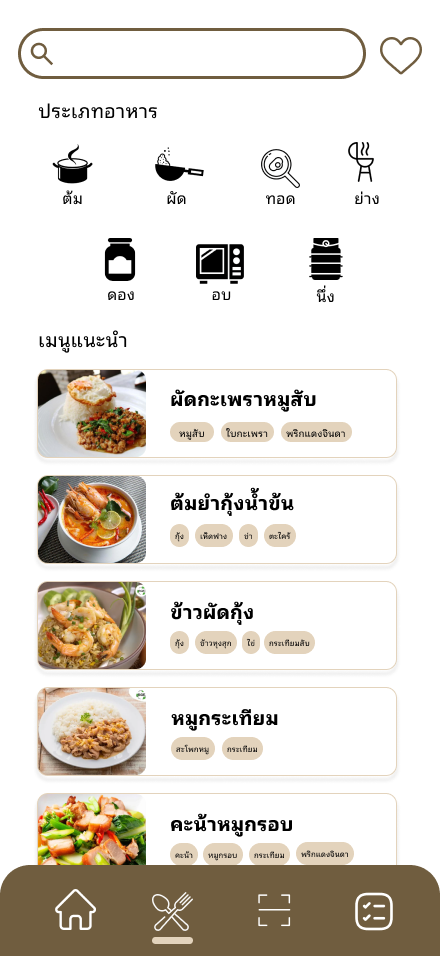 ประเภทอาหาร
ต้ม ผัด ทอด ย่าง
ดอง อบ นึ่ง
เมนูแนะนำ
ผัดกะเพราหมูสับ
หมูสับ ใบกะเพรา พริกแดงจินดา
ต้มยำกุ้งน้ำข้น
กุ้ง เห็ดฟาง ข่า ตะไคร้
ข้าวผัดกุ้ง
กุ้ง ข้าวหุงสุก ไข่ กระเทียมสับ
หมูกระเทียม
สะโพกหมู กระเทียม
คะน้าหมูกรอบ
คะน้า หมูกรอบ กระเทียม พริกแดงจินดา